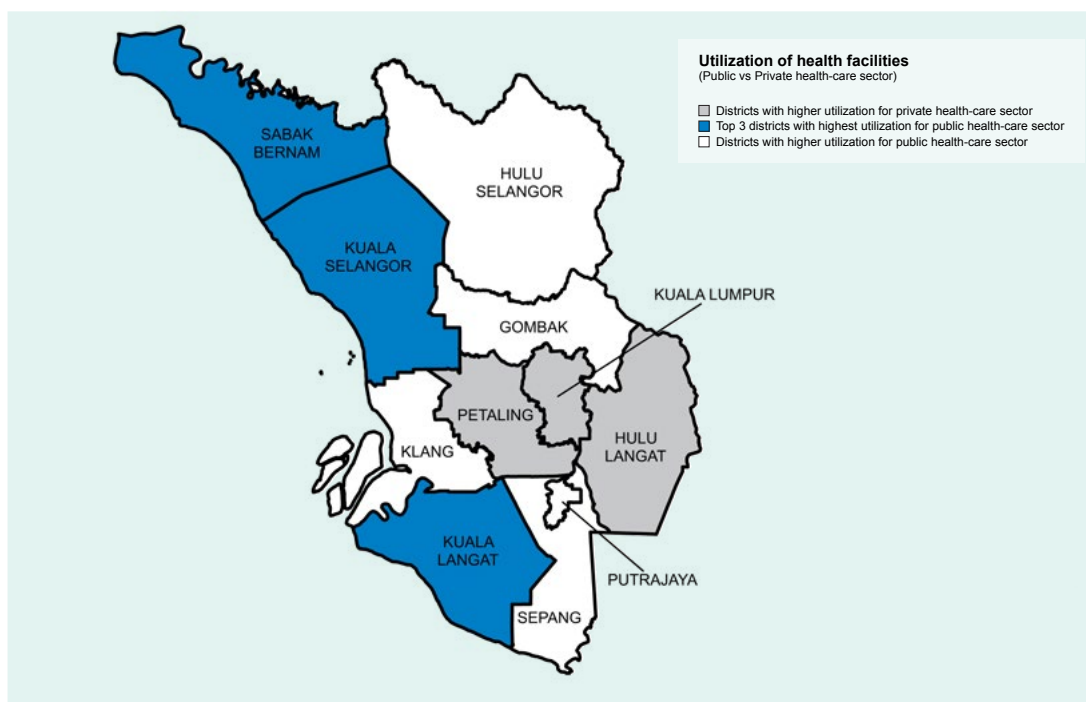 Utilization of health facilities
(Public vs Private health-care sector)
Districts with higher utilization for private health-care sector
Top 3 districts with highest utilization for public health-care sector
Districts with higher utilization for public health-care sector
SABAK
BERNAM
HULU
SELANGOR
KUALA
SELANGOR
KUALA LUMPUR
GOMBAK
PETALING
HULU
LANGAT
KLANG
KUALA
LANGAT
PUTRAJAYA
SEPANG